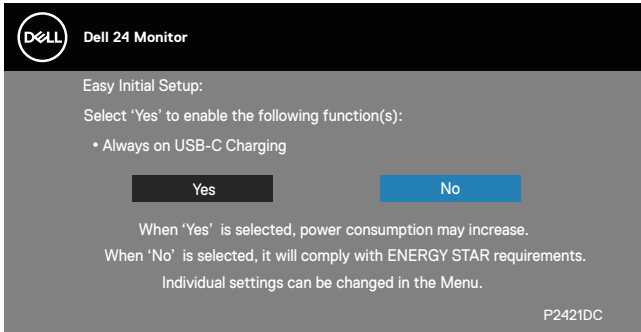 DELL
Dell 24 Monitor
Easy Initial Setup:
Select ‘Yes’ to enable the following function(s):
• Always on USB-C Charging
Yes
No
When ‘Yes’ is selected, power consumption may increase.
When ‘No’ is selected, it will comply with ENERGY STAR requirements.
Individual settings can be changed in the Menu.
P2421DC